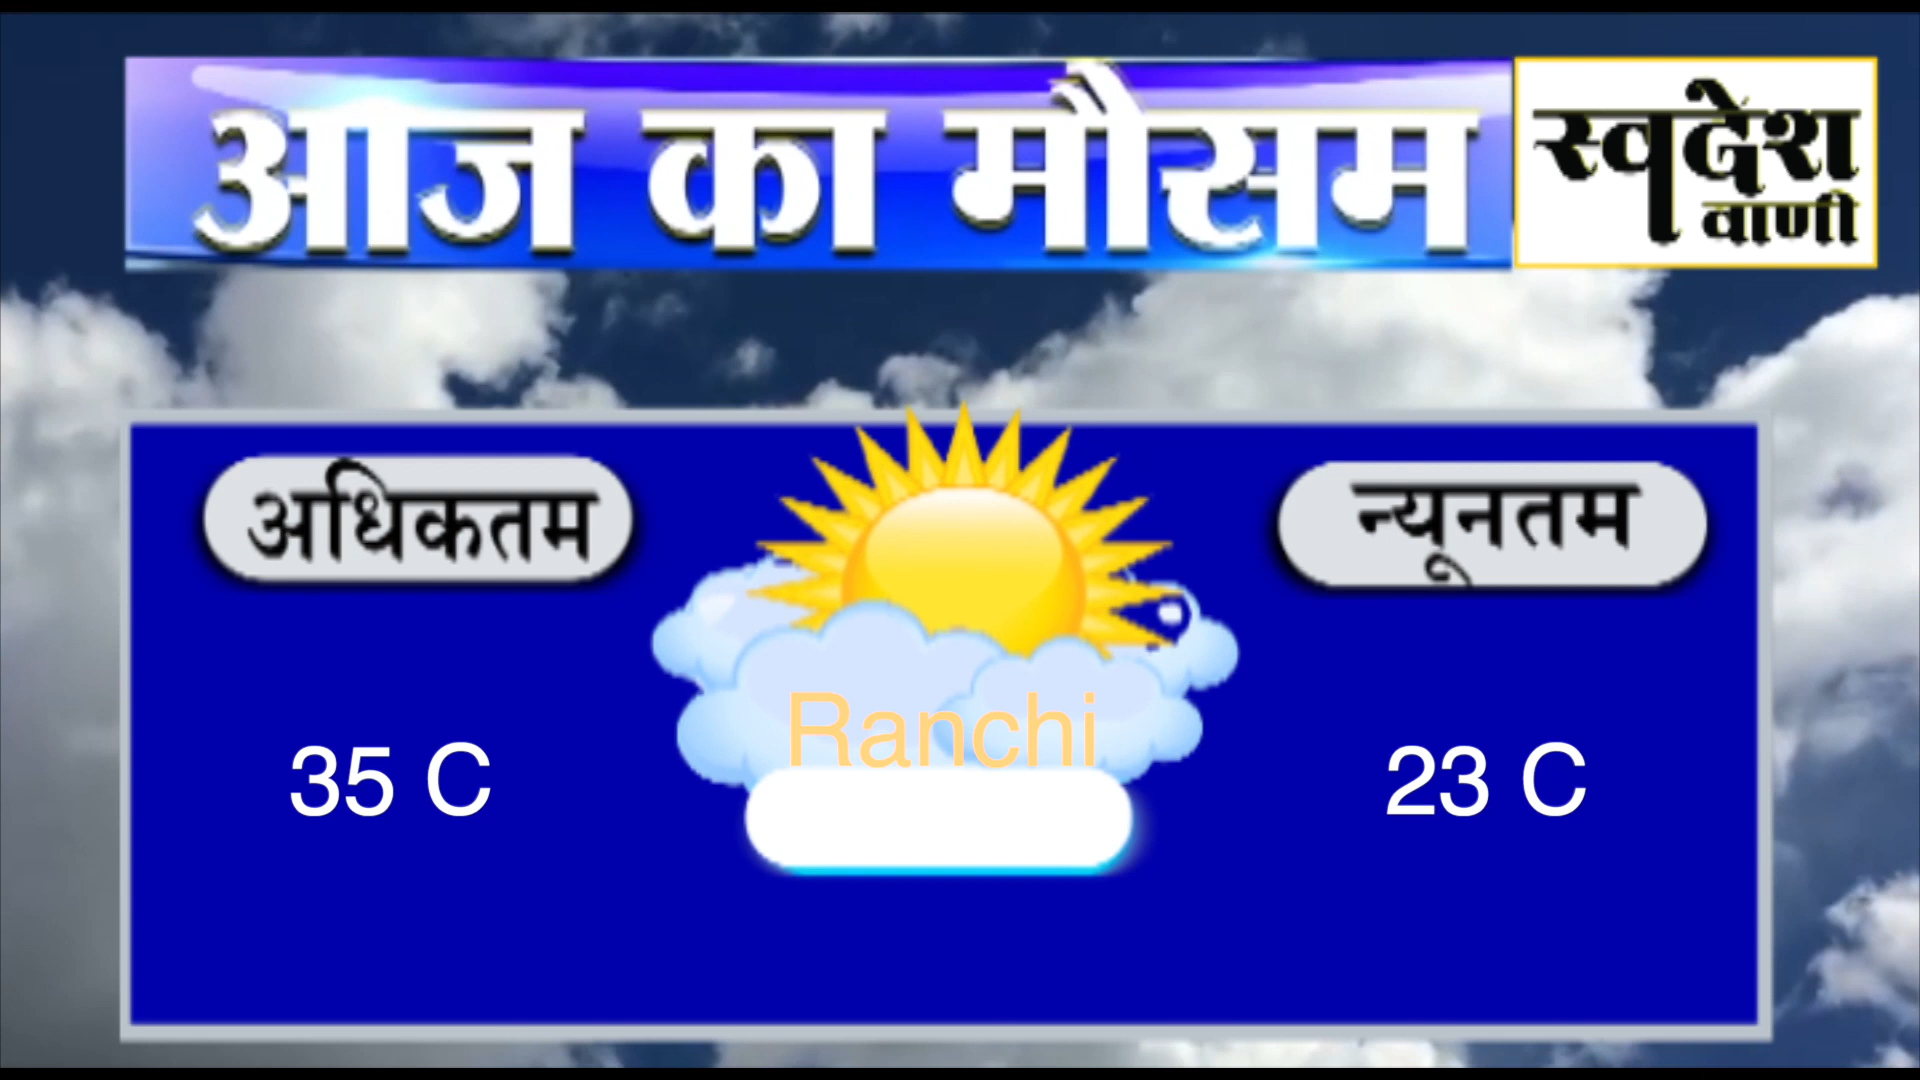 आज का मौसम
स्वदेश
वाणी
अधिकतम
न्यूनतम
Ranchi
35 C
23 C